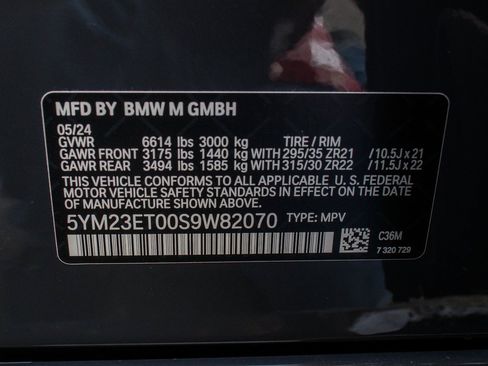 MFD BY BMW M GMBH
05/24
GVWR 6614 lbs 3000 kg TIRE / RIM
GAWR FRONT 3175 lbs 1440 kg WITH 295/35 ZR21 /10.5J x 21
GAWR REAR 3494 lbs 1585 kg WITH 315/30 ZR22 /11.5J x 22
THIS VEHICLE CONFORMS TO ALL APPLICABLE U.S. FEDERAL
MOTOR VEHICLE SAFETY STANDARDS IN EFFECT ON THE DATE OF
MANUFACTURE SHOWN ABOVE.
5YM23ET00S9W82070 TYPE: MPV
C36M
7 320 729